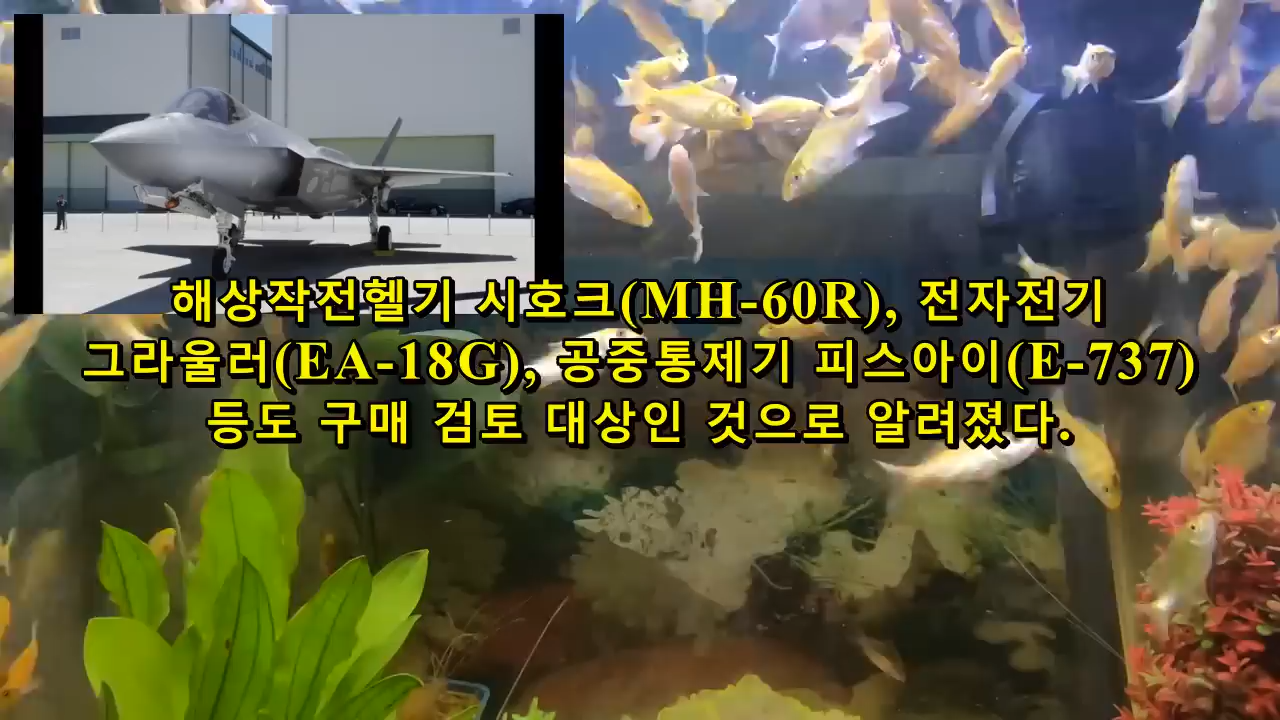 해상작전헬기 시호크(MH-60R), 전자전기
그라울러(EA-18G), 공중통제기 피스아이(E-737)
등도 구매 검토 대상인 것으로 알려졌다.